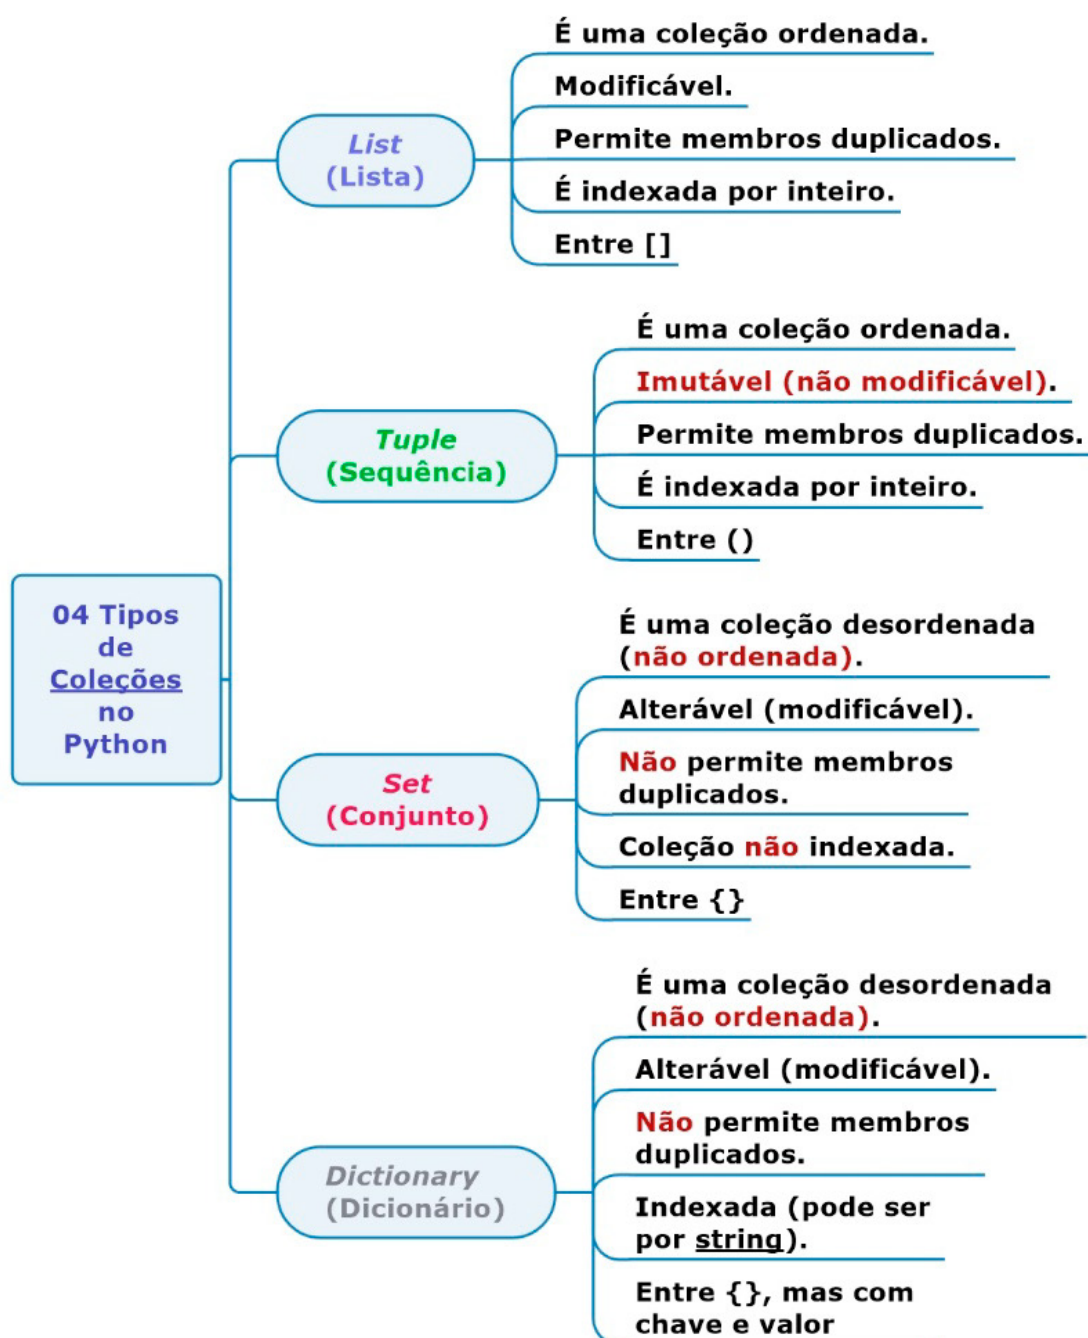 04 Tipos
de
Coleções
no
Python
List
(Lista)
É uma coleção ordenada.
Modificável.
Permite membros duplicados.
É indexada por inteiro.
Entre []
Tuple
(Sequência)
É uma coleção ordenada.
Imutável (não modificável).
Permite membros duplicados.
É indexada por inteiro.
Entre ()
Set
(Conjunto)
É uma coleção desordenada
(não ordenada).
Alterável (modificável).
Não permite membros
duplicados.
Coleção não indexada.
Entre {}
Dictionary
(Dicionário)
É uma coleção desordenada
(não ordenada).
Alterável (modificável).
Não permite membros
duplicados.
Indexada (pode ser
por string).
Entre {}, mas com
chave e valor